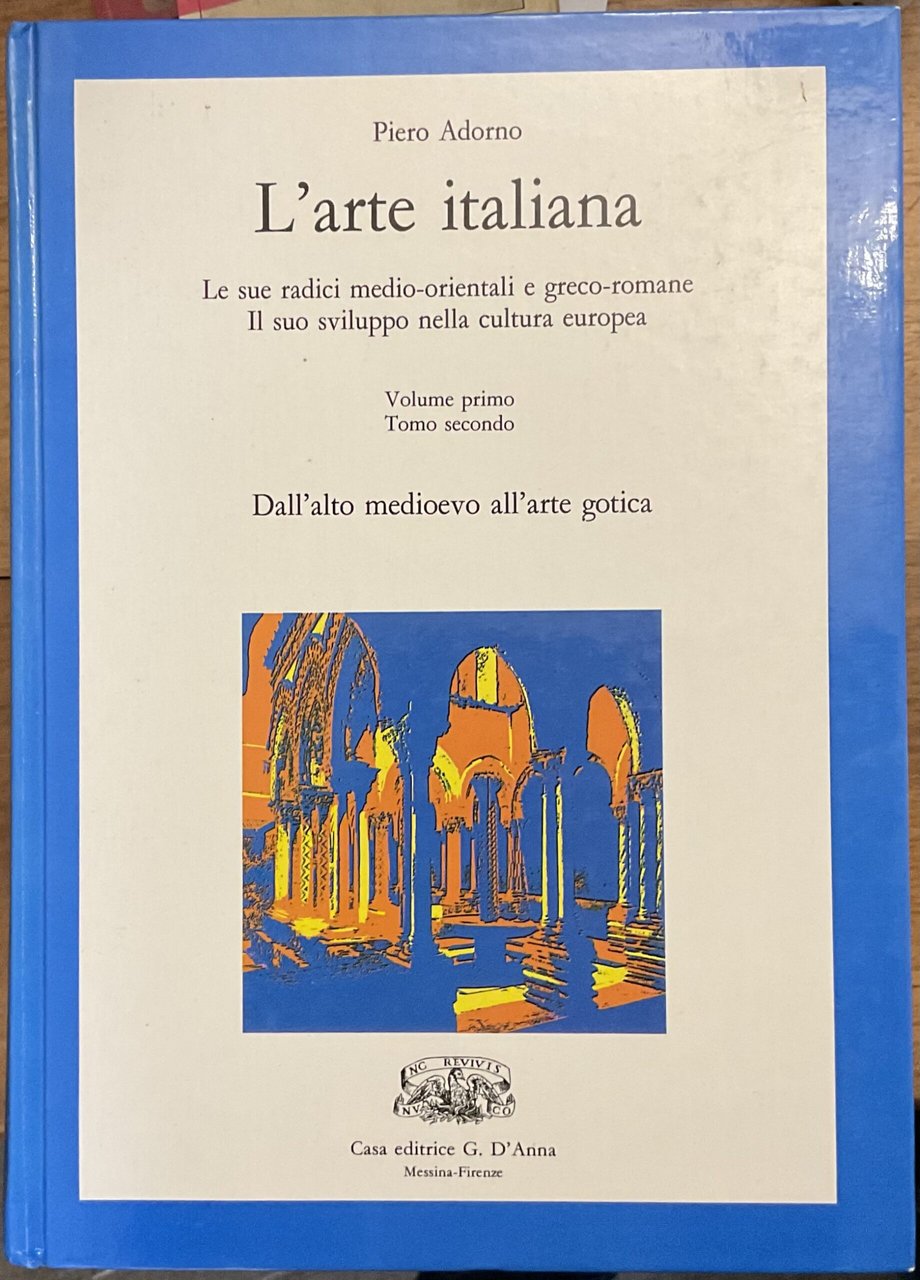 Piero Adorno
L'arte italiana
Le sue radici medio-orientali e greco-romane
Il suo sviluppo nella cultura europea
Volume primo
Tomo secondo
Dall'alto medioevo all'arte gotica
NC REVIVIS
NV CO
Casa editrice G. D'Anna
Messina-Firenze